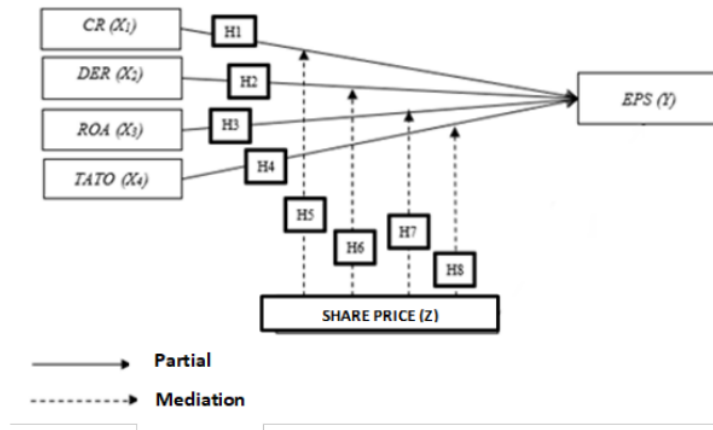 CR (X1)
H1
DER (X2)
H2
EPS (Y)
ROA (X3)
H3
TATO (X4)
H4
H5
H6
H7
H8
SHARE PRICE (Z)
Partial
Mediation